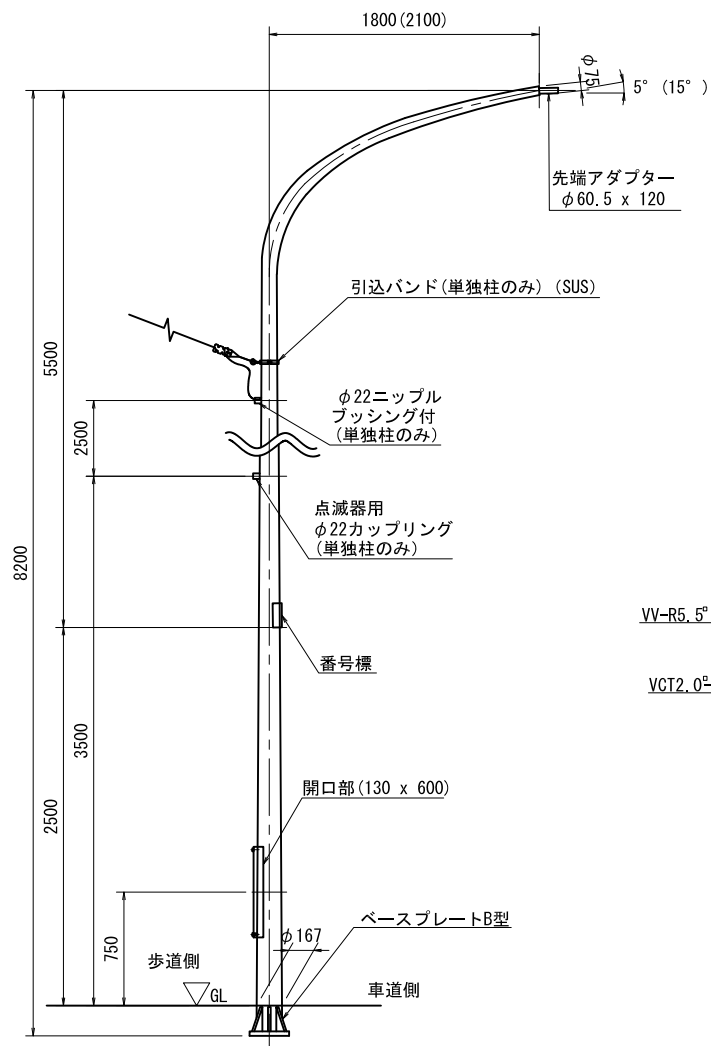 1800(2100)
φ75
5° (15°)
先端アダプター
φ60.5 x 120
引込バンド(単独柱のみ) (SUS)
5500
2500
φ22ニップル
ブッシング付
(単独柱のみ)
点滅器用
φ22カップリング
(単独柱のみ)
8200
VV-R5.5□
番号標
VCT2.0□
3500
2500
開口部(130 x 600)
750
φ167
ベースプレートB型
歩道側
GL
車道側